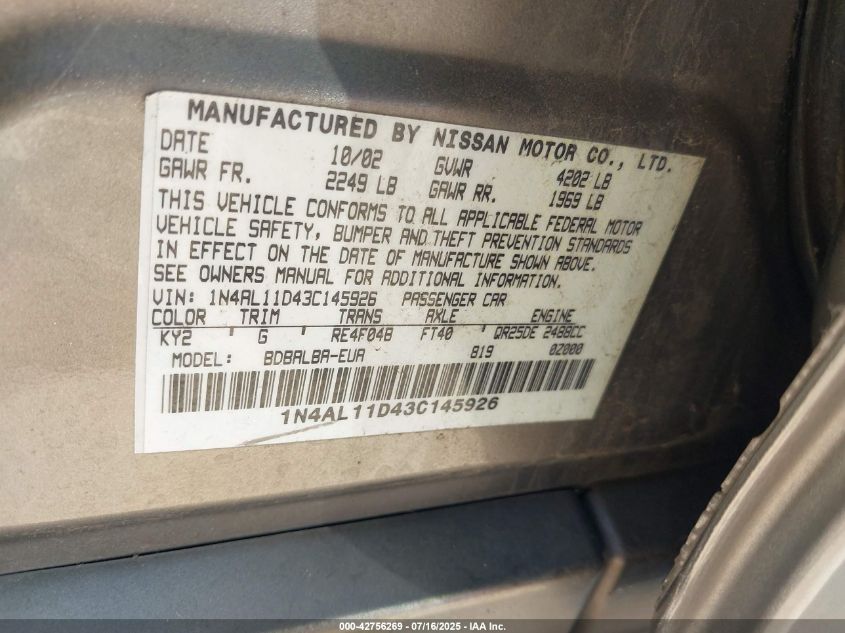 MANUFACTURED BY NISSAN MOTOR CO., LTD.
DATE 10/02 GVWR 4202 LB
GAWR FR. 2249 LB GAWR RR. 1969 LB
THIS VEHICLE CONFORMS TO ALL APPLICABLE FEDERAL MOTOR
VEHICLE SAFETY, BUMPER AND THEFT PREVENTION STANDARDS
IN EFFECT ON THE DATE OF MANUFACTURE SHOWN ABOVE.
SEE OWNERS MANUAL FOR ADDITIONAL INFORMATION.
VIN: 1N4AL11D43C145926 PASSENGER CAR
COLOR TRIM TRANS AXLE ENGINE
KY2 G RE4F04B FT40 QR25DE 2488CC
MODEL: BDBALBA-EUA 819 0Z000
1N4AL11D43C145926
000-42756269 - 07/16/2025 - IAA Inc.